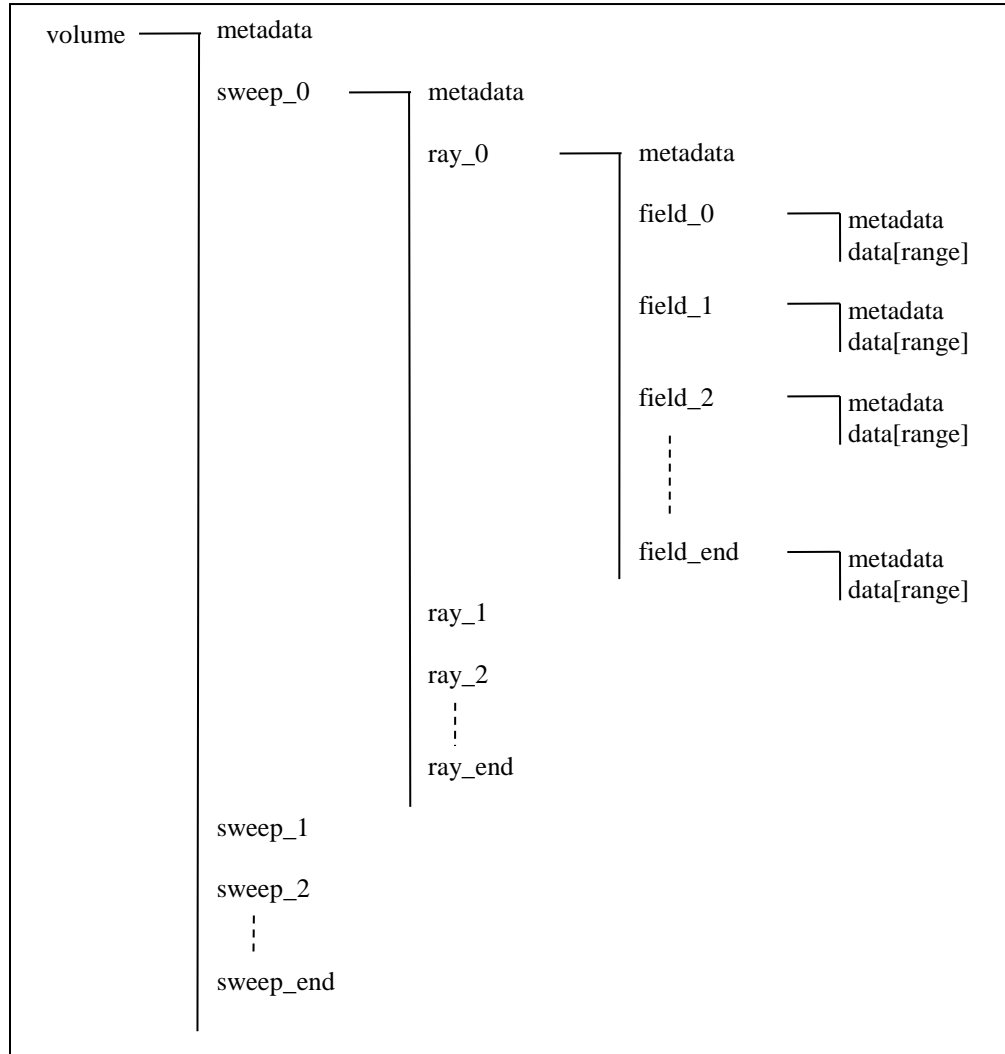 volume
metadata
sweep_0
metadata
ray_0
metadata
field_0
metadata
data[range]
field_1
metadata
data[range]
field_2
metadata
data[range]
field_end
metadata
data[range]
ray_1
ray_2
ray_end
sweep_1
sweep_2
sweep_end